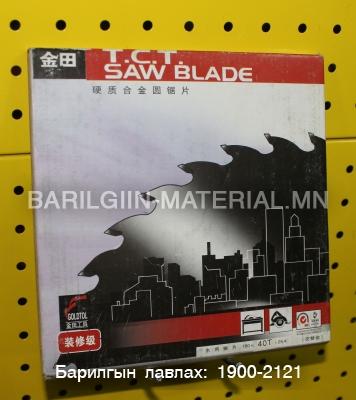 金田
T.C.T.
SAW BLADE
硬质合金圆锯片
BARILGIIN-MATERIAL.MN
GOLDTOL
金田工具
装修级
40T
Барилгын лавлах: 1900-2121